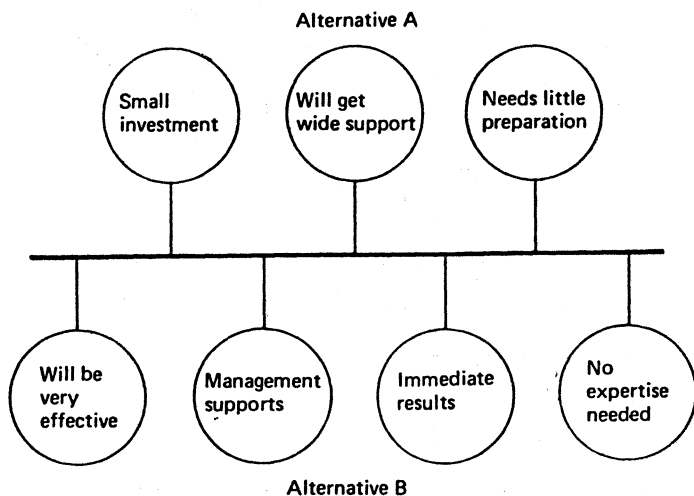 Alternative A
Small
investment
Will get
wide support
Needs little
preparation
Will be
very
effective
Management
supports
Immediate
results
No
expertise
needed
Alternative B